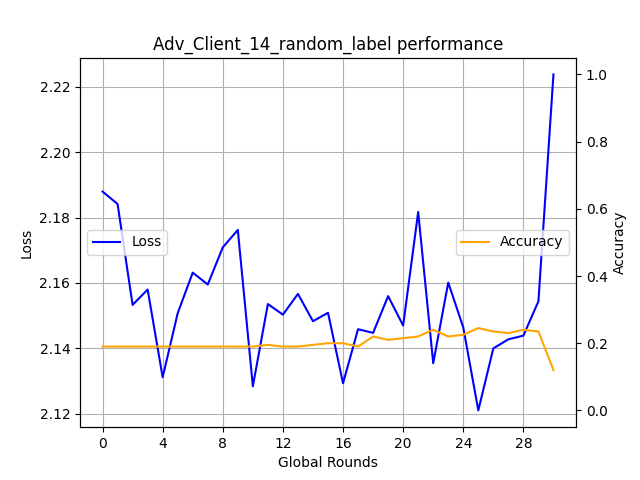 Adv_Client_14_random_label performance
2.22
2.20
2.18
2.16
2.14
2.12
Loss
Loss
Accuracy
1.0
0.8
0.6
0.4
0.2
0.0
Accuracy
0 4 8 12 16 20 24 28
Global Rounds